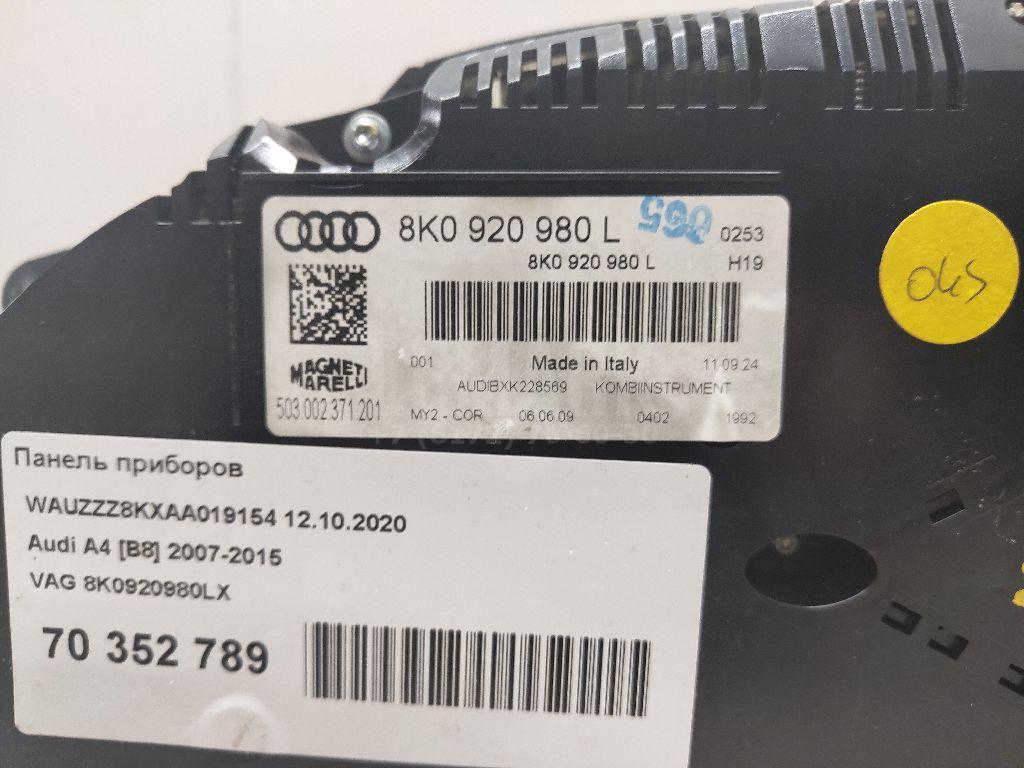 8K0 920 980 L 0253
8K0 920 980 L H19
001 Made in Italy 11:09:24
AUDIBXK228569 KOMBIINSTRUMENT
MAGNETI
MARELLI
503.002.371.201
MY2 - COR 06.06.09 0402 1992
Панель приборов
WAUZZZ8KXAA019154 12.10.2020
Audi A4 [B8] 2007-2015
VAG 8K0920980LX
70 352 789